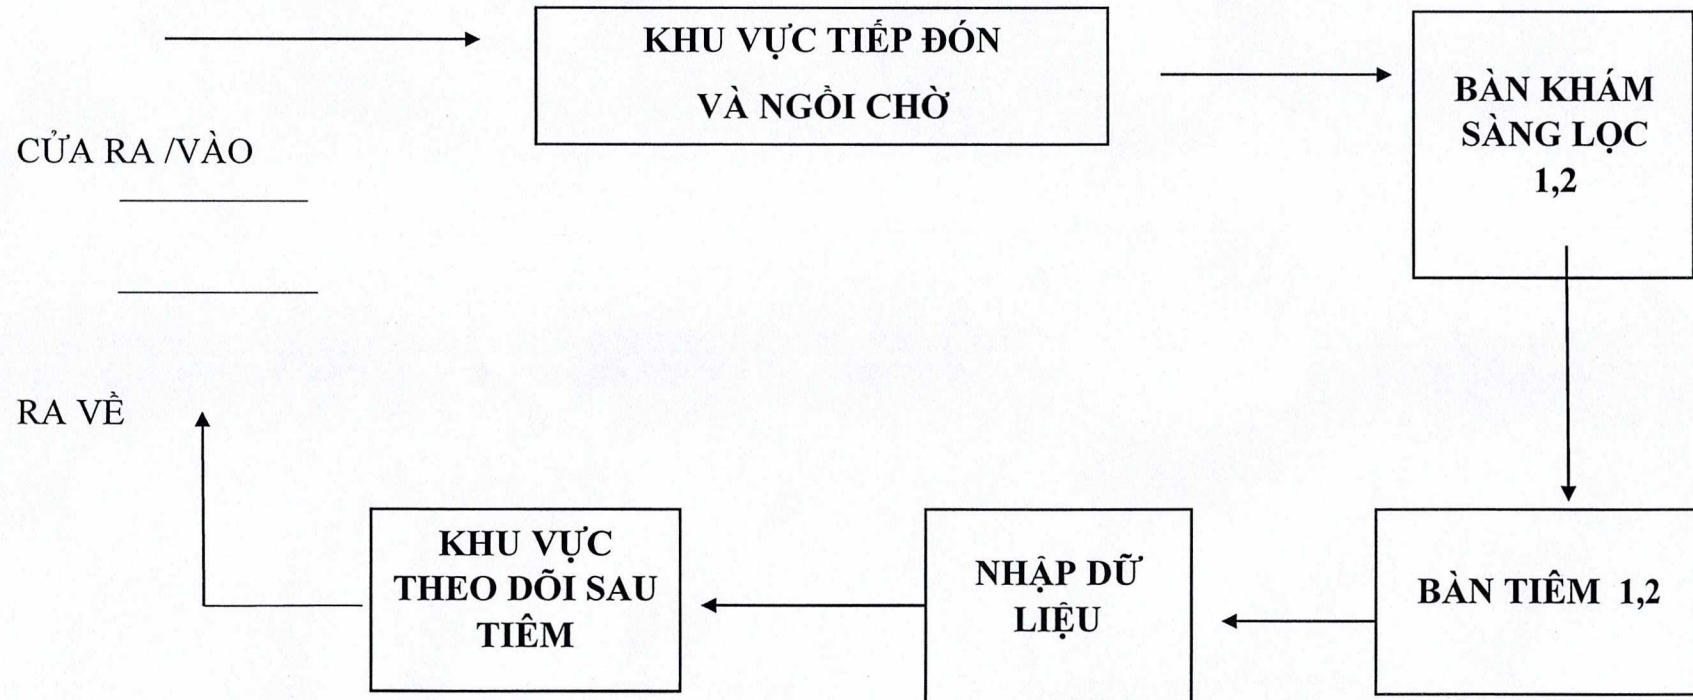 KHU VỰC TIẾP ĐÓN
VÀ NGỒI CHỜ
BÀN KHÁM
SÀNG LỌC
1,2
CỬA RA /VÀO
RA VỀ
KHU VỰC
THEO DÕI SAU
TIÊM
NHẬP DỮ
LIỆU
BÀN TIÊM 1,2